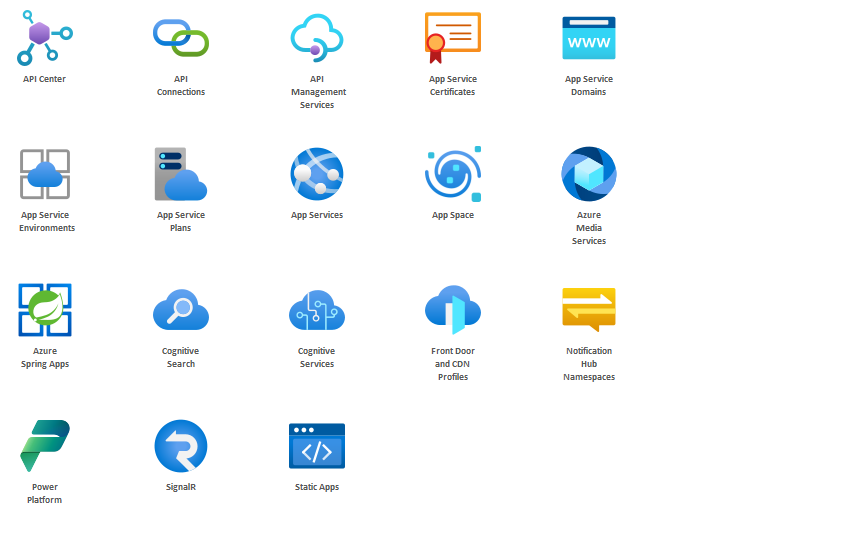 API Center
API
Connections
API
Management
Services
App Service
Certificates
WWW
App Service
Domains
App Service
Environments
App Service
Plans
App Services
App Space
Azure
Media
Services
Azure
Spring Apps
Cognitive
Search
Cognitive
Services
Front Door
and CDN
Profiles
Notification
Hub
Namespaces
Power
Platform
SignalR
</>
Static Apps